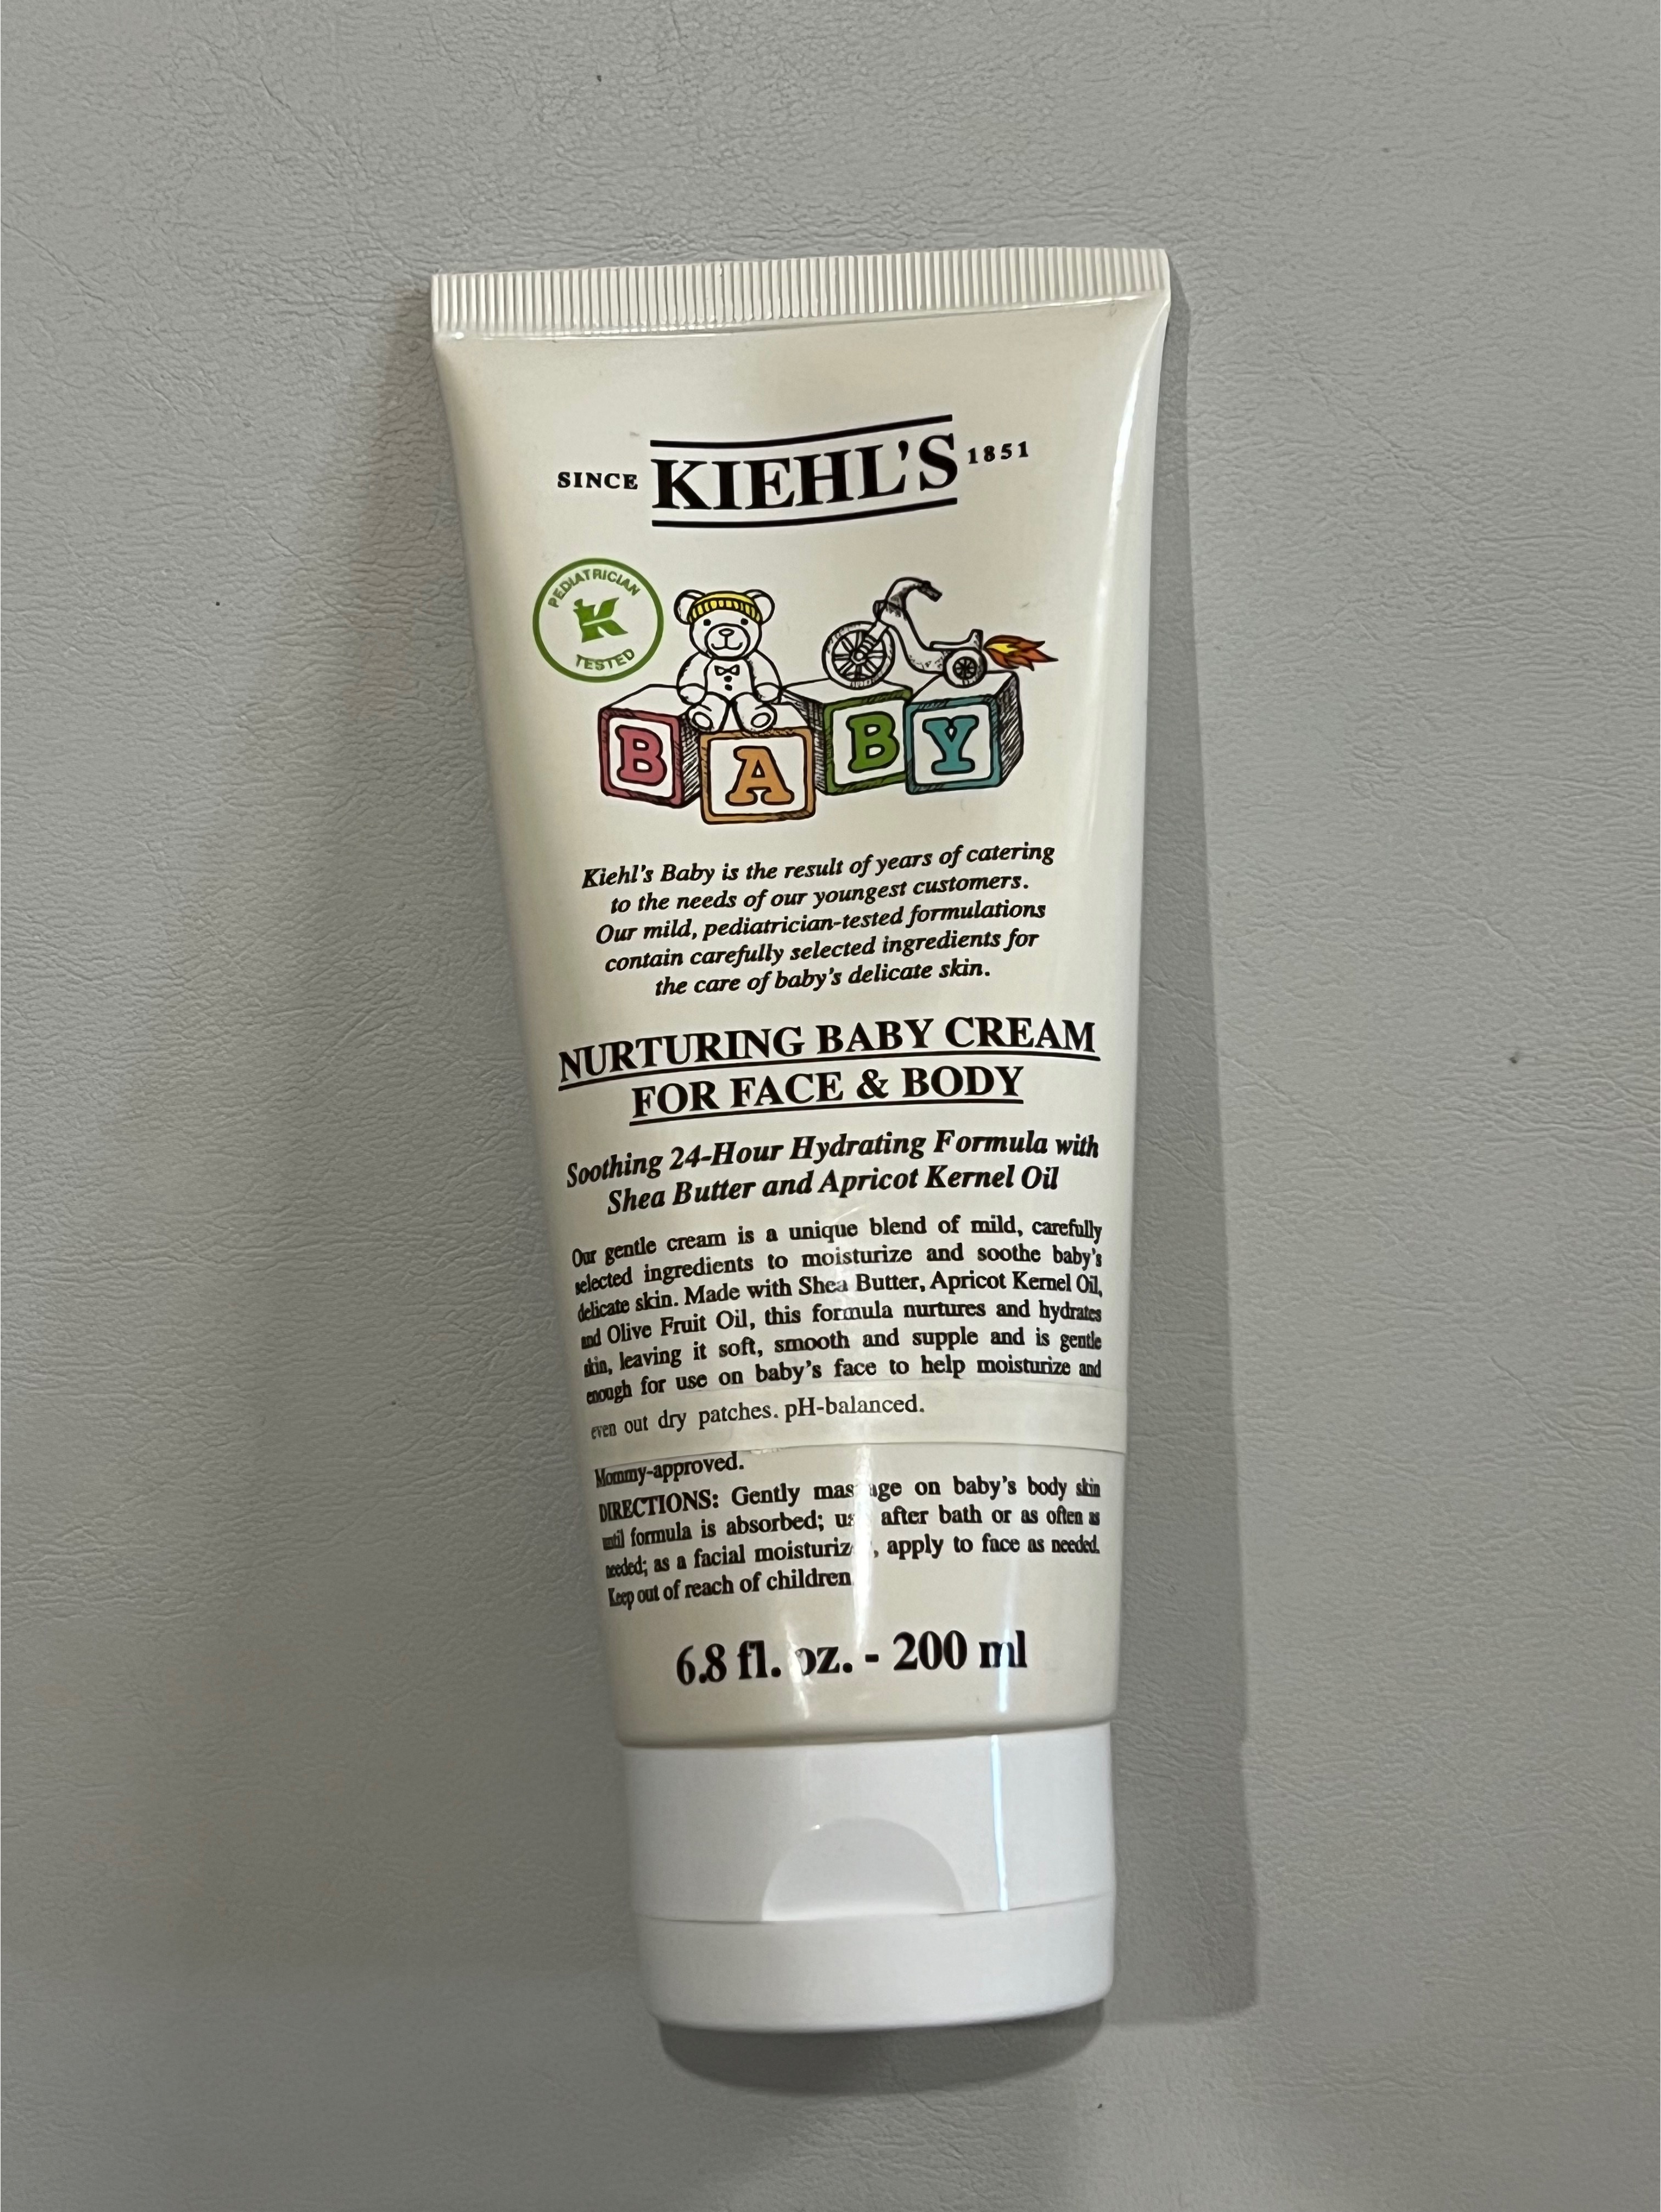 SINCE KIEHL'S 1851
PEDIATRICIAN
K
TESTED
BABY
Kiehl's Baby is the result of years of catering
to the needs of our youngest customers.
Our mild, pediatrician-tested formulations
contain carefully selected ingredients for
the care of baby's delicate skin.
NURTURING BABY CREAM
FOR FACE & BODY
Soothing 24-Hour Hydrating Formula with
Shea Butter and Apricot Kernel Oil
Our gentle cream is a unique blend of mild, carefully
selected ingredients to moisturize and soothe baby's
delicate skin. Made with Shea Butter, Apricot Kernel Oil,
and Olive Fruit Oil, this formula nurtures and hydrates
skin, leaving it soft, smooth and supple and is gentle
enough for use on baby's face to help moisturize and
even out dry patches. pH-balanced.
Mommy-approved.
DIRECTIONS: Gently massage on baby's body skin
until formula is absorbed; use after bath or as often as
needed; as a facial moisturizer, apply to face as needed.
Keep out of reach of children.
6.8 fl. oz. - 200 ml